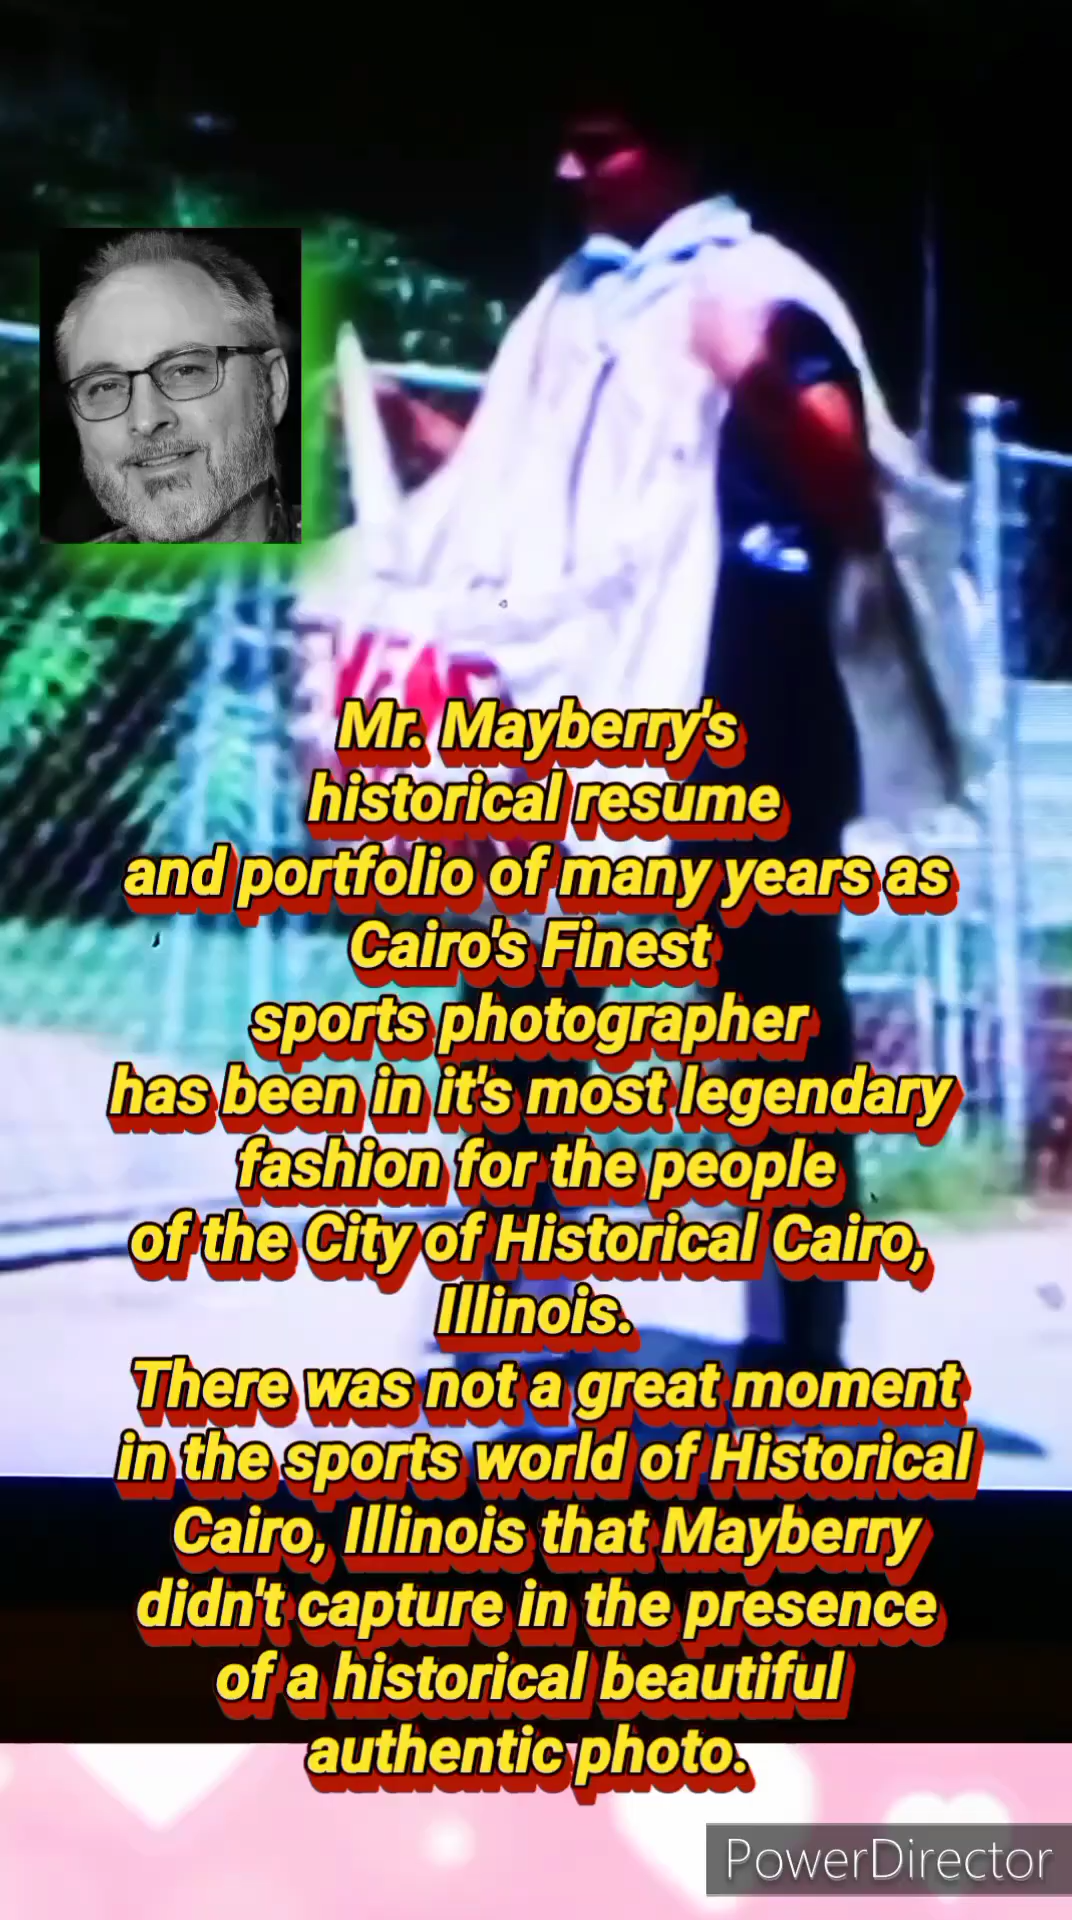 Mr. Mayberry's
historical resume
and portfolio of many years as
Cairo's Finest
sports photographer
has been in it's most legendary
fashion for the people
of the City of Historical Cairo,
Illinois.
There was not a great moment
in the sports world of Historical
Cairo, Illinois that Mayberry
didn't capture in the presence
of a historical beautiful
authentic photo.
PowerDirector